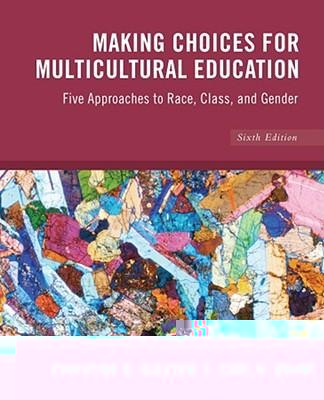 MAKING CHOICES FOR
MULTICULTURAL EDUCATION
Five Approaches to Race, Class, and Gender
Sixth Edition